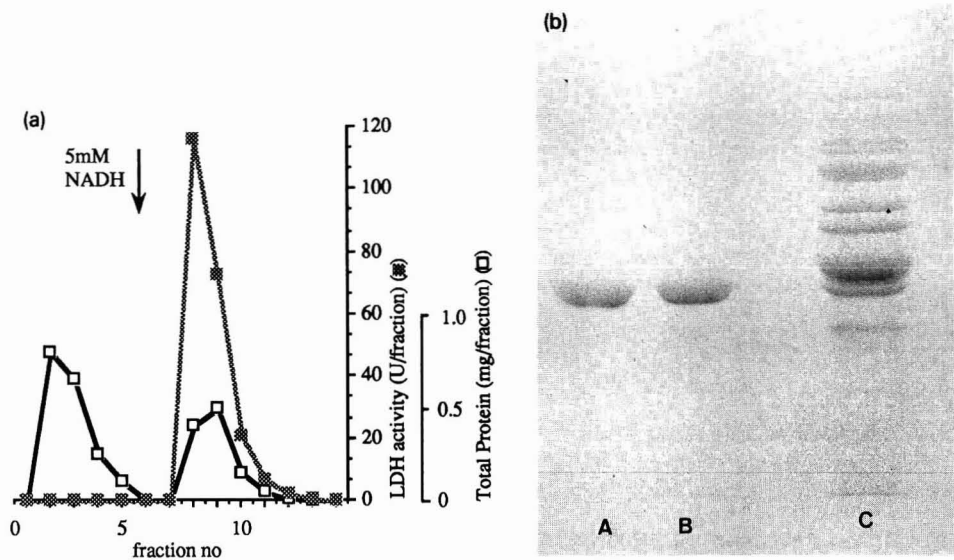 (a)
5mM
NADH
120
100
80
60
40
20
0
LDH activity (U/fraction) (▩)
1.0
0.5
0
Total Protein (mg/fraction) (□)
0 5 10
fraction no
(b)
A B C